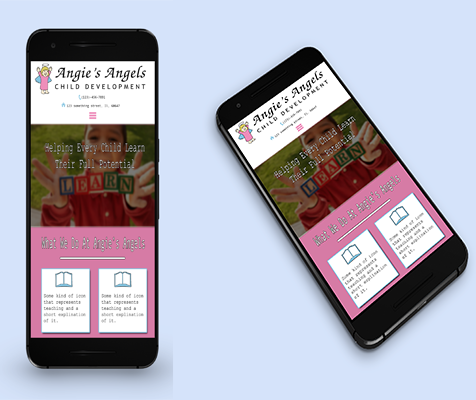 Angie's Angels
CHILD DEVELOPMENT
Helping Every Child Learn
Their Full Potential
LEARN
What We Do At Angie's Angels
Some kind of icon
that represents
teaching and a
short explination
of it.
Some kind of icon
that represents
teaching and a
short explination
of it.
Angie's Angels
CHILD DEVELOPMENT
Helping Every Child Learn
Their Full Potential
LEARN
What We Do At Angie's Angels
Some kind of icon
that represents
teaching and a
short explination
of it.
Some kind of icon
that represents
teaching and a
short explination
of it.